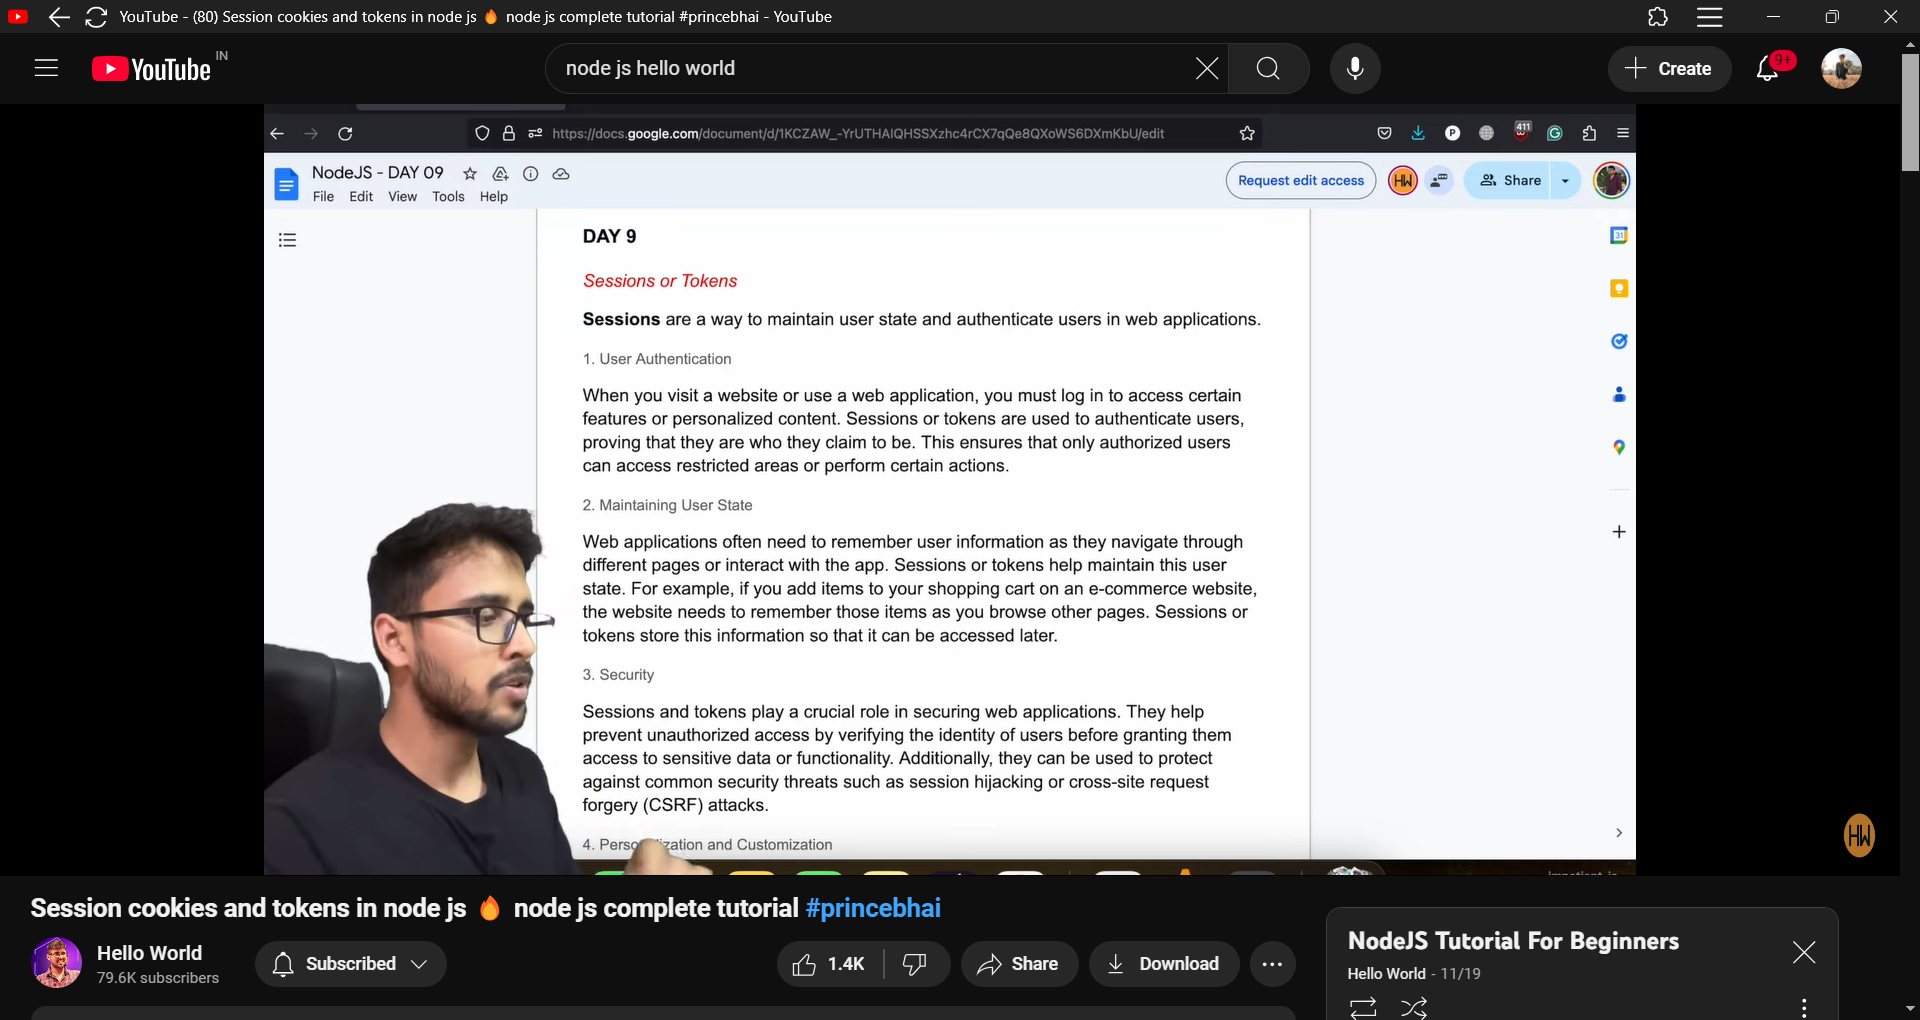 YouTube - (80) Session cookies and tokens in node js 🔥 node js complete tutorial #princebhai - YouTube
YouTube IN
node js hello world
Create
9+
https://docs.google.com/document/d/1KCZAW_-YrUTHAIQHSSXzhc4rCX7qQe8QXoWS6DXmKbU/edit
P
411
NodeJS - DAY 09
File Edit View Tools Help
Request edit access
HW
Share
31
DAY 9
Sessions or Tokens
Sessions are a way to maintain user state and authenticate users in web applications.
1. User Authentication
When you visit a website or use a web application, you must log in to access certain
features or personalized content. Sessions or tokens are used to authenticate users,
proving that they are who they claim to be. This ensures that only authorized users
can access restricted areas or perform certain actions.
2. Maintaining User State
Web applications often need to remember user information as they navigate through
different pages or interact with the app. Sessions or tokens help maintain this user
state. For example, if you add items to your shopping cart on an e-commerce website,
the website needs to remember those items as you browse other pages. Sessions or
tokens store this information so that it can be accessed later.
3. Security
Sessions and tokens play a crucial role in securing web applications. They help
prevent unauthorized access by verifying the identity of users before granting them
access to sensitive data or functionality. Additionally, they can be used to protect
against common security threats such as session hijacking or cross-site request
forgery (CSRF) attacks.
4. and Customization
HW
Session cookies and tokens in node js 🔥 node js complete tutorial #princebhai
Hello World
79.6K subscribers
Subscribed
1.4K
Share
Download
NodeJS Tutorial For Beginners
Hello World - 11/19